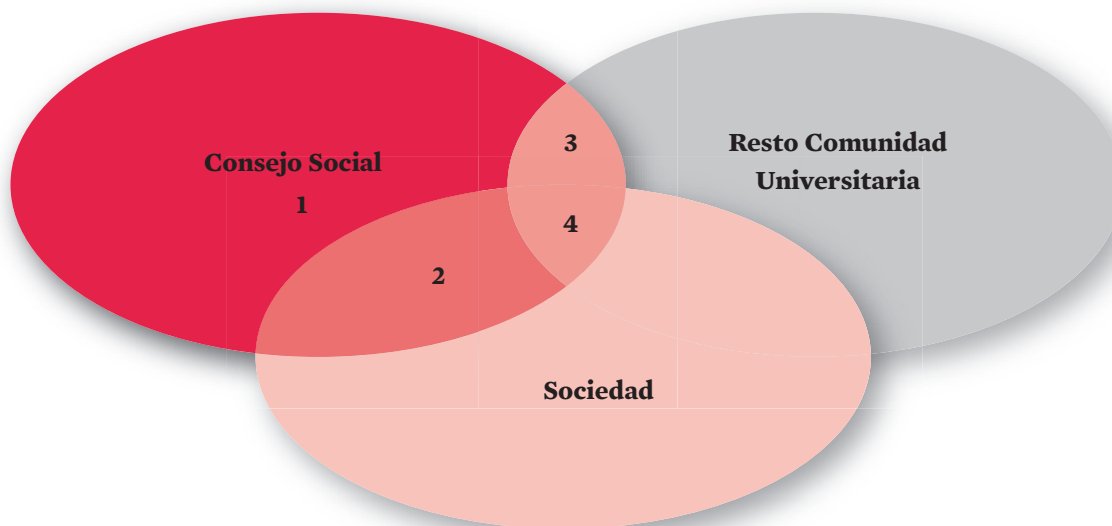 Consejo Social
1
2
3
4
Resto Comunidad
Universitaria
Sociedad